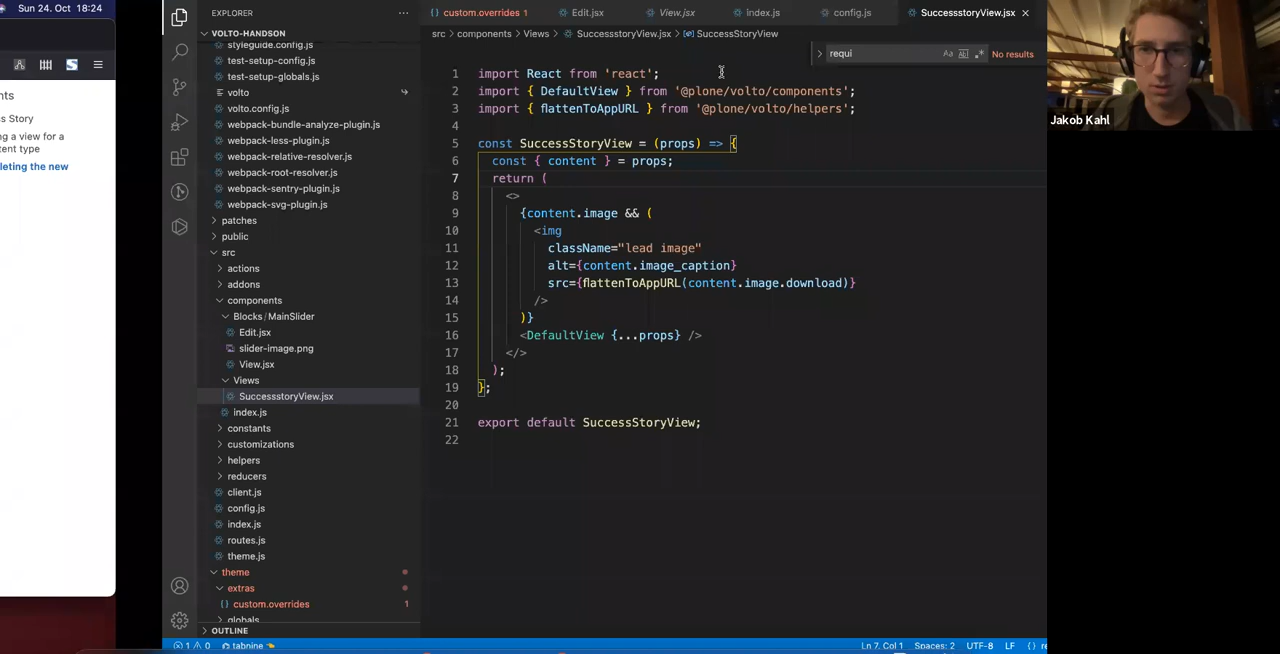 Sun 24. Oct 18:24
nts
ss Story
ng a view for a
tent type
leting the new
EXPLORER
VOLTO-HANDSON
styleguide.config.js
test-setup-config.js
test-setup-globals.js
volto
volto.config.js
webpack-bundle-analyze-plugin.js
webpack-less-plugin.js
webpack-relative-resolver.js
webpack-root-resolver.js
webpack-sentry-plugin.js
webpack-svg-plugin.js
patches
public
src
actions
addons
components
Blocks / MainSlider
Edit.jsx
slider-image.png
View.jsx
Views
SuccessstoryView.jsx
index.js
constants
customizations
helpers
reducers
client.js
config.js
index.js
routes.js
theme.js
theme
extras
custom.overrides 1
globals
OUTLINE
custom.overrides 1 Edit.jsx View.jsx index.js config.js SuccessstoryView.jsx
src > components > Views > SuccessstoryView.jsx > SuccessStoryView
requi Aa ab .* No results
1 import React from 'react';
2 import { DefaultView } from '@plone/volto/components';
3 import { flattenToAppURL } from '@plone/volto/helpers';
4
5 const SuccessStoryView = (props) => {
6 const { content } = props;
7 return (
8 <>
9 {content.image && (
10 <img
11 className="lead image"
12 alt={content.image_caption}
13 src={flattenToAppURL(content.image.download)}
14 />
15 )}
16 <DefaultView {...props} />
17 </>
18 );
19 };
20
21 export default SuccessStoryView;
22
Jakob Kahl
1 0 tabnine Ln 7, Col 1 Spaces: 2 UTF-8 LF {}